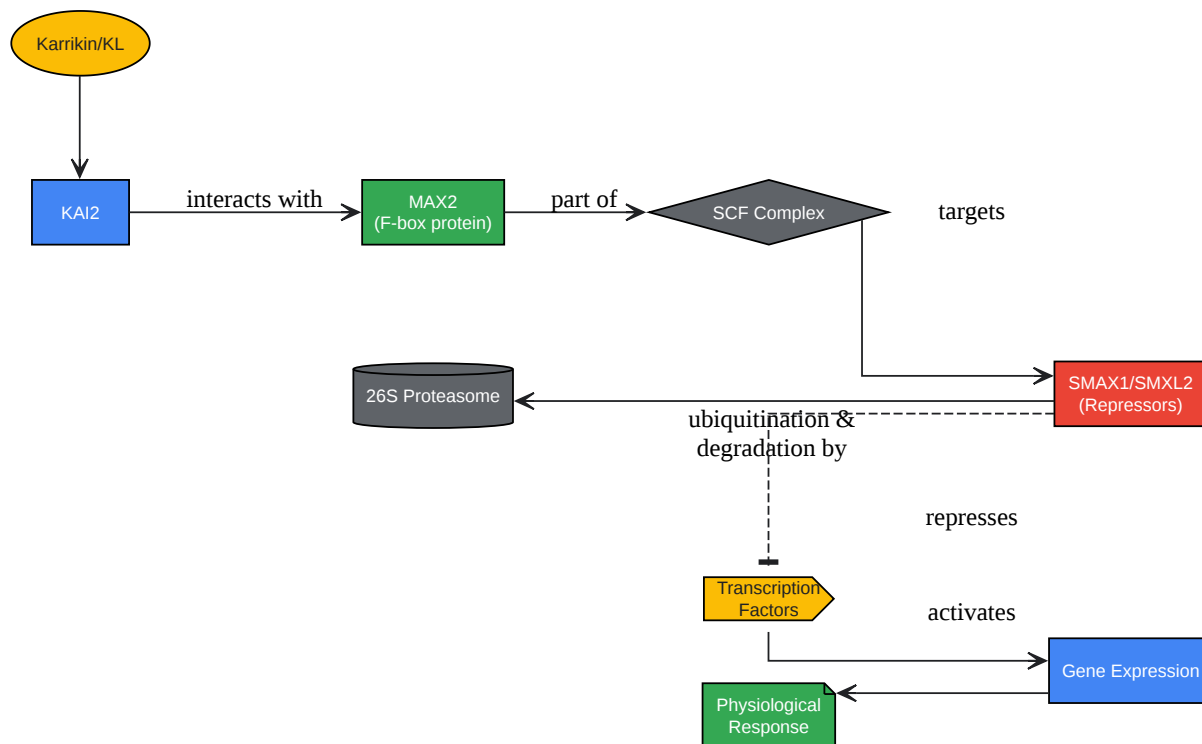 Karrikin/KL
KAI2
interacts with
MAX2
(F-box protein)
part of
SCF Complex
targets
26S Proteasome
SMAX1/SMXL2
(Repressors)
ubiquitination &
degradation by
represses
Transcription
Factors
activates
Gene Expression
Physiological
Response